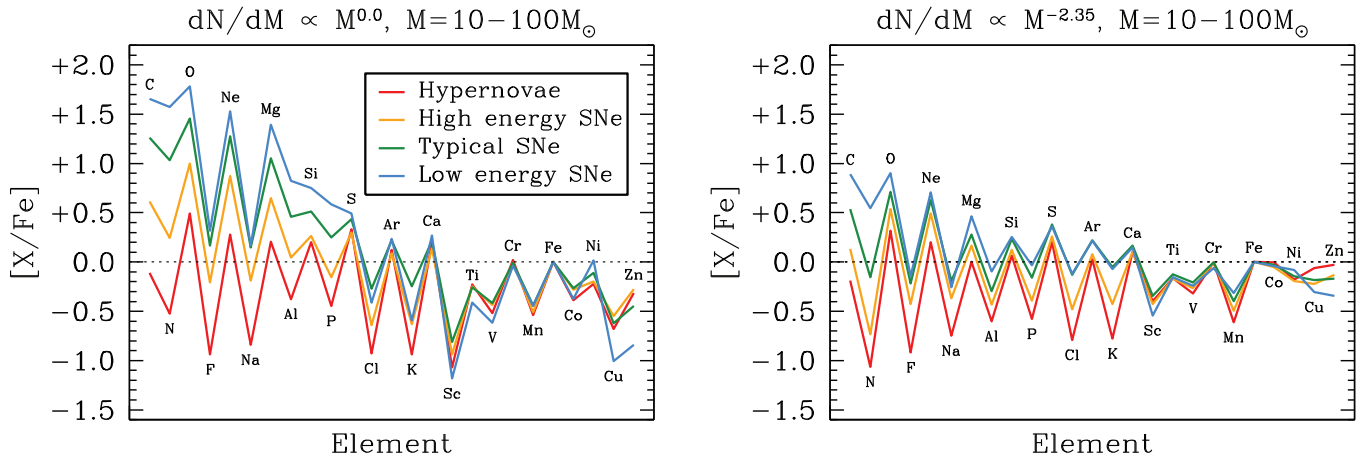 dN/dM ∝ M^0.0, M=10−100M⊙
[X/Fe]
+2.0
+1.5
+1.0
+0.5
0.0
−0.5
−1.0
−1.5
Hypernovae
High energy SNe
Typical SNe
Low energy SNe
C
N
O
F
Ne
Na
Mg
Al
Si
P
S
Cl
Ar
K
Ca
Sc
Ti
V
Cr
Mn
Fe
Co
Ni
Cu
Zn
Element
dN/dM ∝ M^−2.35, M=10−100M⊙
[X/Fe]
+2.0
+1.5
+1.0
+0.5
0.0
−0.5
−1.0
−1.5
C
N
O
F
Ne
Na
Mg
Al
Si
P
S
Cl
Ar
K
Ca
Sc
Ti
V
Cr
Mn
Fe
Co
Ni
Cu
Zn
Element